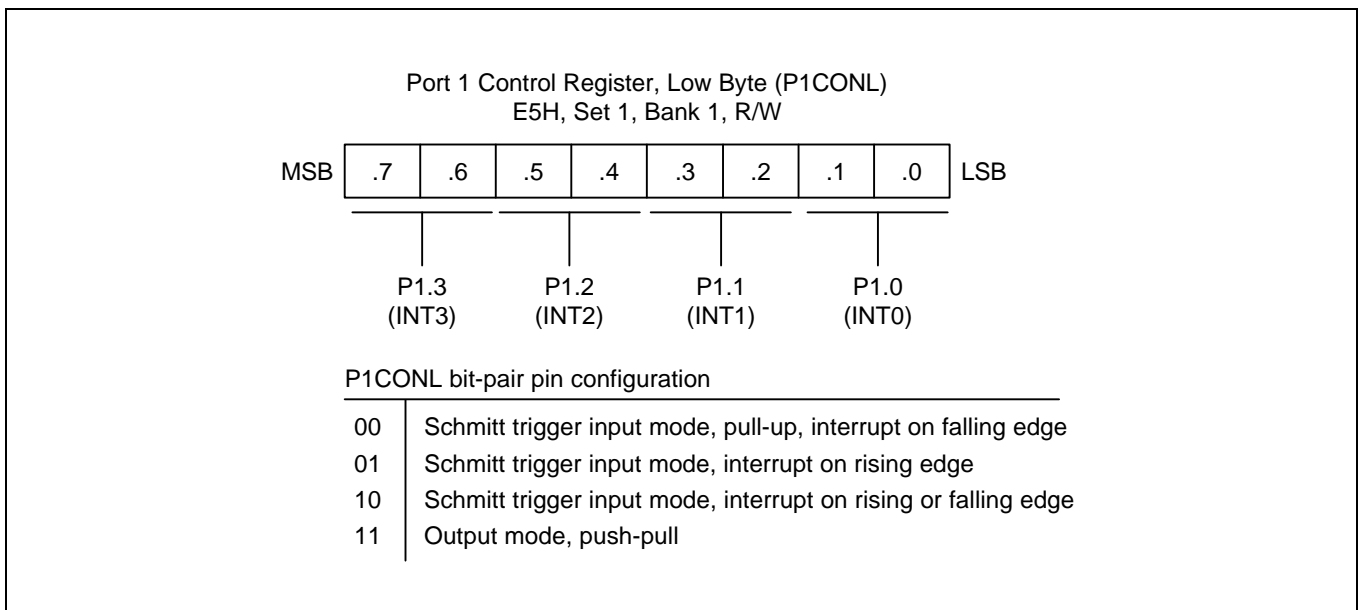 Port 1 Control Register, Low Byte (P1CONL)
E5H, Set 1, Bank 1, R/W
MSB .7 .6 .5 .4 .3 .2 .1 .0 LSB
P1.3 P1.2 P1.1 P1.0
(INT3) (INT2) (INT1) (INT0)
P1CONL bit-pair pin configuration
00 Schmitt trigger input mode, pull-up, interrupt on falling edge
01 Schmitt trigger input mode, interrupt on rising edge
10 Schmitt trigger input mode, interrupt on rising or falling edge
11 Output mode, push-pull